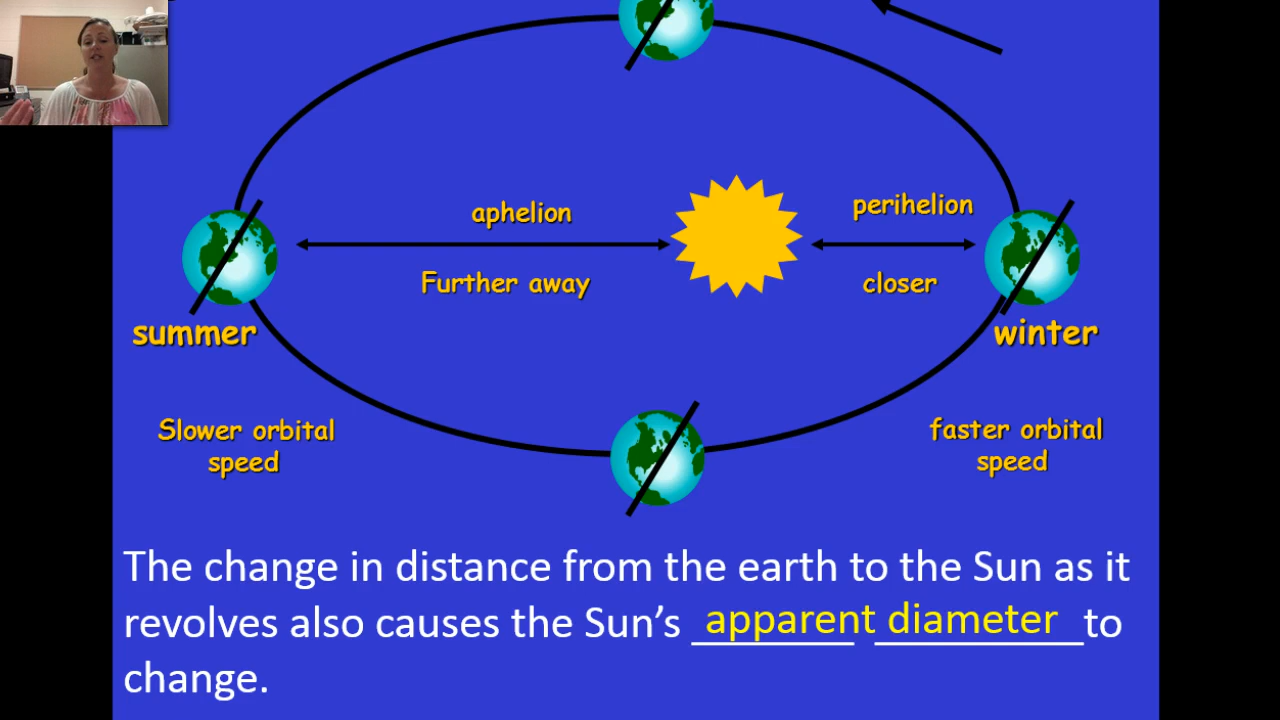 aphelion
perihelion
Further away
closer
summer
winter
Slower orbital
speed
faster orbital
speed
The change in distance from the earth to the Sun as it
revolves also causes the Sun's apparent diameter to
change.